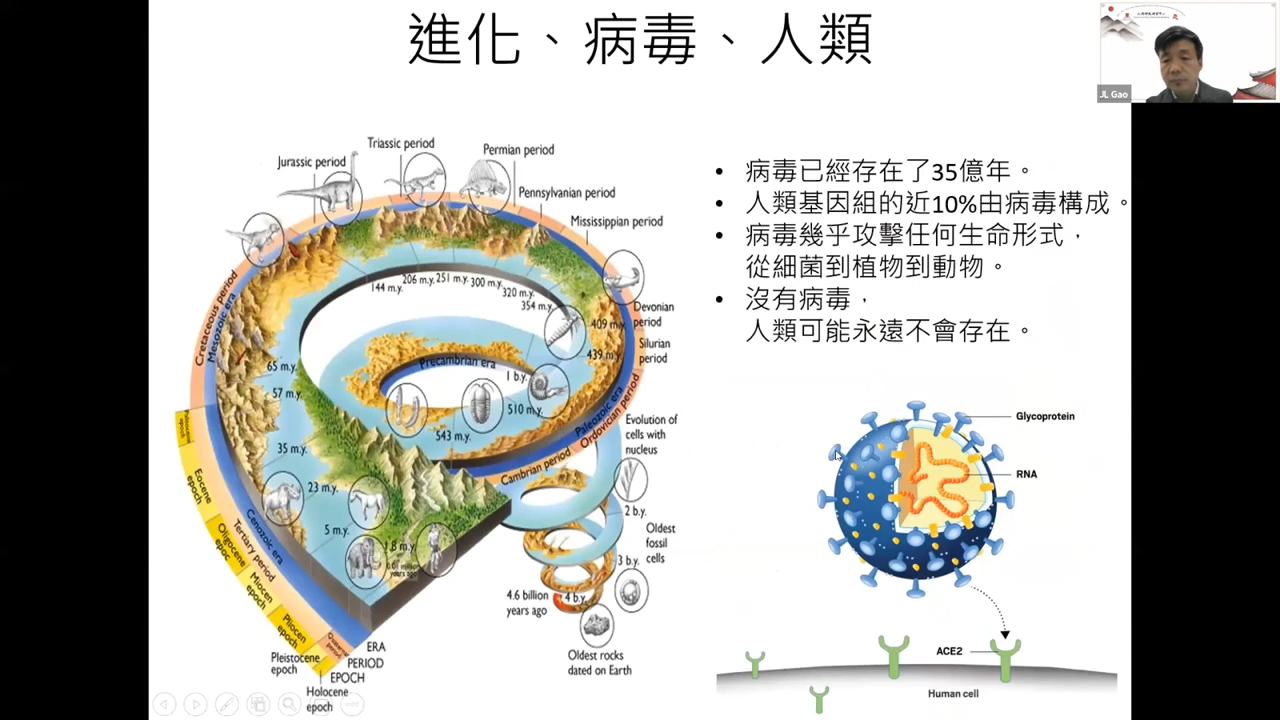 進化、病毒、人類
JL Gao
• 病毒已經存在了35億年。
• 人類基因組的近10%由病毒構成。
• 病毒幾乎攻擊任何生命形式，
從細菌到植物到動物。
• 沒有病毒，
人類可能永遠不會存在。
Jurassic period
Triassic period
Permian period
Pennsylvanian period
Mississippian period
Devonian
period
Silurian
period
Ordovician period
Paleozoic era
Cambrian period
Precambrian era
Cretaceous period
Mesozoic era
144 m.y.
206 m.y.
251 m.y.
300 m.y.
320 m.y.
354 m.y.
409 m.y.
439 m.y.
1 b.y.
510 m.y.
543 m.y.
65 m.y.
57 m.y.
35 m.y.
23 m.y.
5 m.y.
1.8 m.y.
0.01 million
years ago
Evolution of
cells with
nucleus
2 b.y.
Oldest
fossil
cells
3 b.y.
4 b.y.
4.6 billion
years ago
Oldest rocks
dated on Earth
Eocene
epoch
Oligocene
epoc
Miocen
epoch
Pliocen
epoch
Cenozoic era
Tertiary period
Pleistocene
epoch
Holocene
epoch
ERA
PERIOD
EPOCH
Glycoprotein
RNA
ACE2
Human cell